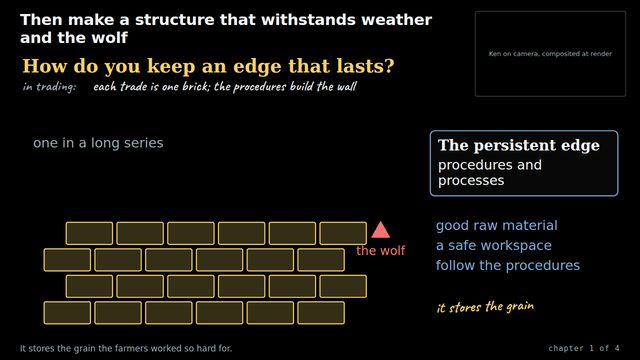 Then make a structure that withstands weather
and the wolf
How do you keep an edge that lasts?
in trading: each trade is one brick; the procedures build the wall
Ken on camera, composited at render
one in a long series
The persistent edge
procedures and
processes
the wolf
good raw material
a safe workspace
follow the procedures
it stores the grain
It stores the grain the farmers worked so hard for.
chapter 1 of 4